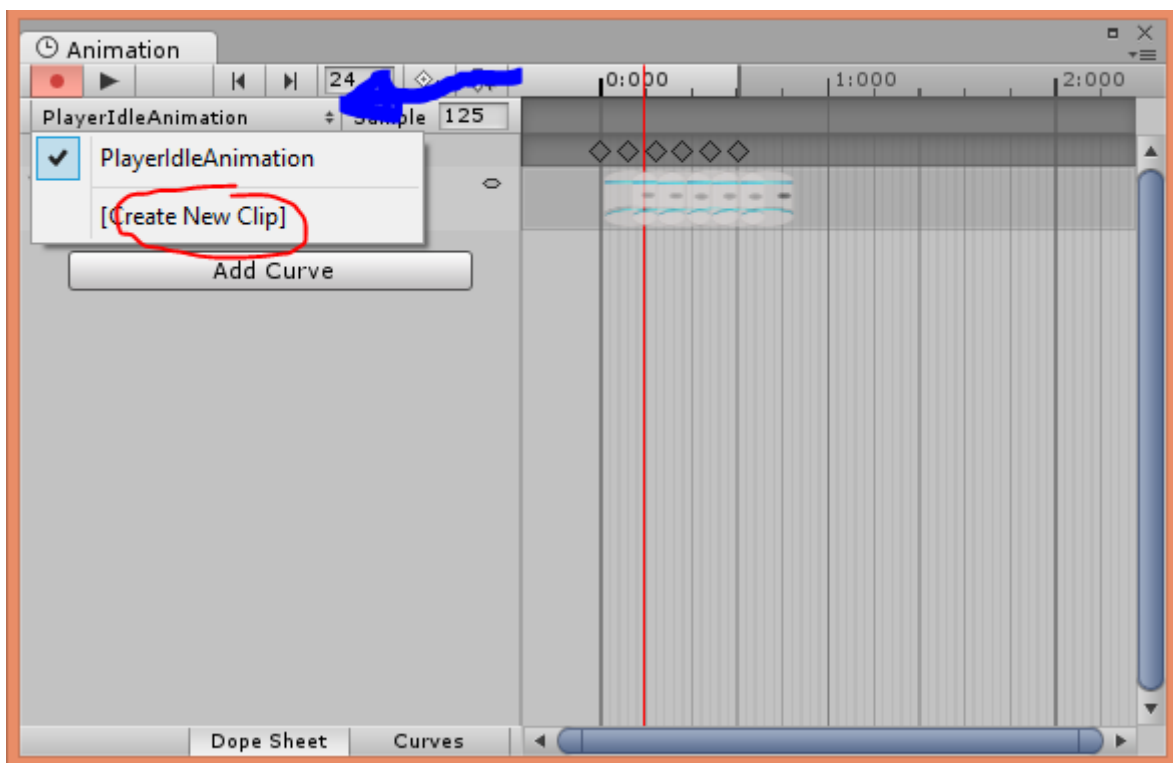 Animation
24
0:000 1:000 2:000
PlayerIdleAnimation Sample 125
PlayerIdleAnimation
[Create New Clip]
Add Curve
Dope Sheet Curves